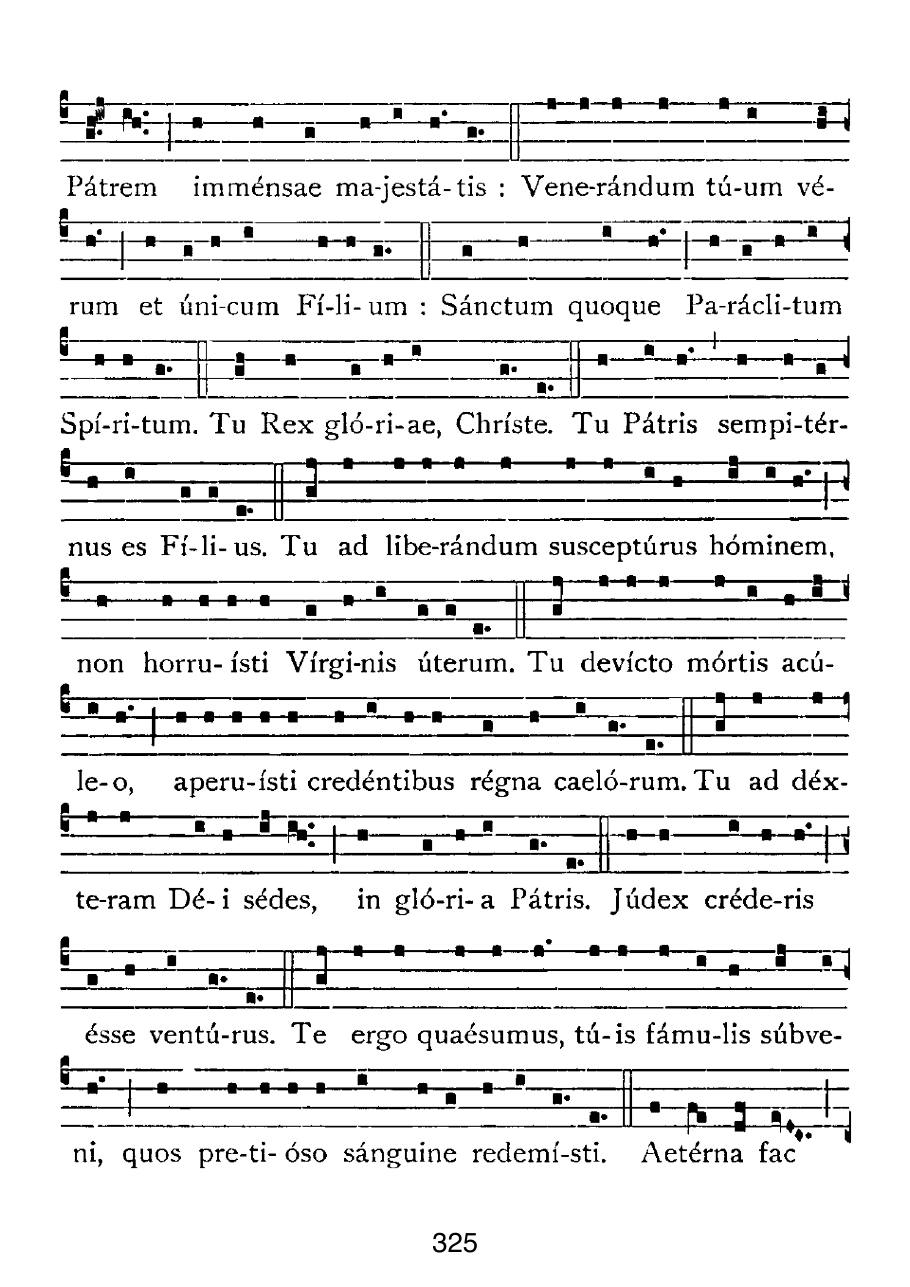 Pátrem imménsae ma-jestá-tis : Vene-rándum tú-um vé-
rum et úni-cum Fí-li- um : Sánctum quoque Pa-rácli-tum
Spí-ri-tum. Tu Rex gló-ri-ae, Chríste. Tu Pátris sempi-tér-
nus es Fí-li- us. Tu ad libe-rándum susceptúrus hóminem,
non horru- ísti Vírgi-nis úterum. Tu devícto mórtis acú-
le-o, aperu-ísti credéntibus régna caeló-rum. Tu ad déx-
te-ram Dé- i sédes, in gló-ri- a Pátris. Júdex créde-ris
ésse ventú-rus. Te ergo quaésumus, tú-is fámu-lis súbve-
ni, quos pre-ti- óso sánguine redemí-sti. Aetérna fac
325